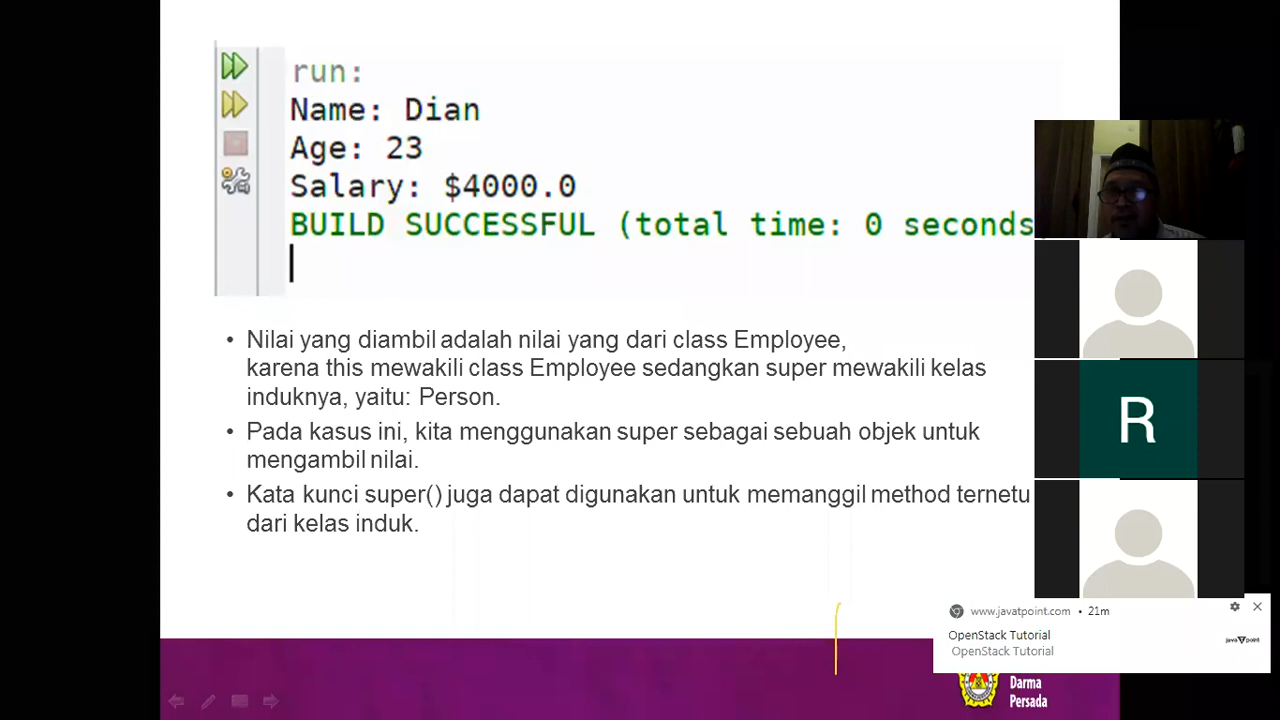 run:
Name: Dian
Age: 23
Salary: $4000.0
BUILD SUCCESSFUL (total time: 0 seconds
• Nilai yang diambil adalah nilai yang dari class Employee,
karena this mewakili class Employee sedangkan super mewakili kelas
induknya, yaitu: Person.
• Pada kasus ini, kita menggunakan super sebagai sebuah objek untuk
mengambil nilai.
• Kata kunci super() juga dapat digunakan untuk memanggil method ternetu
dari kelas induk.
R
www.javatpoint.com • 21m
OpenStack Tutorial
OpenStack Tutorial
Darma
Persada